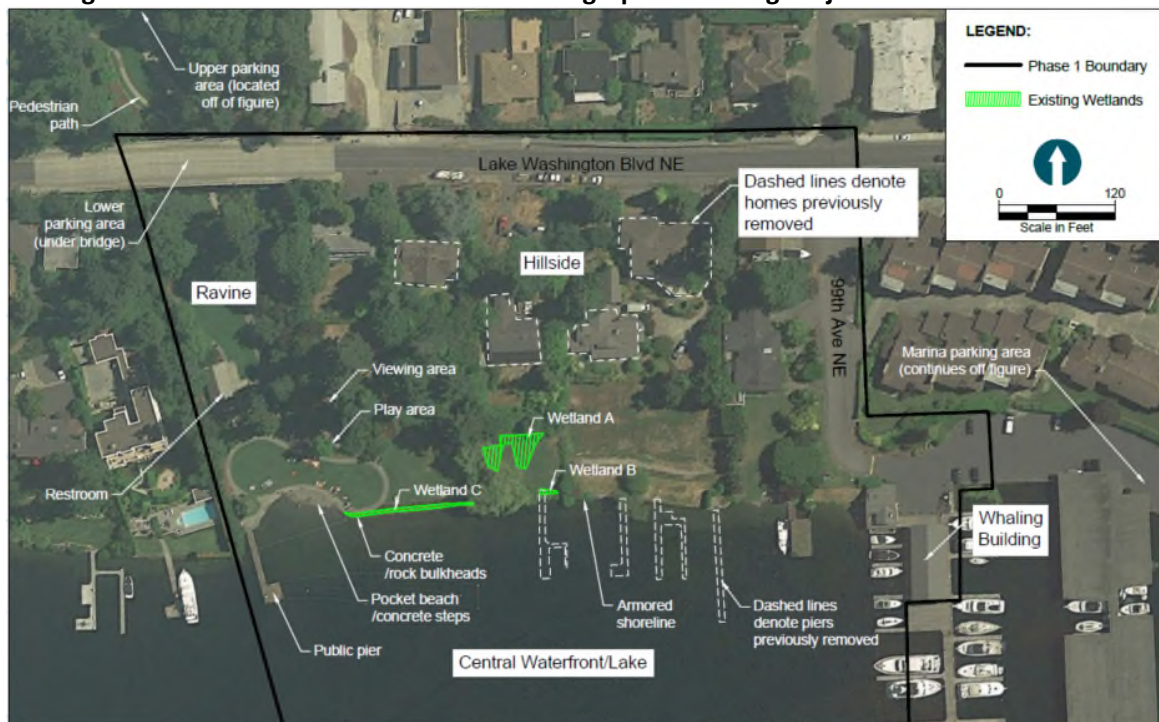 LEGEND:
Phase 1 Boundary
Existing Wetlands
0
120
Scale in Feet
Upper parking
area (located
off of figure)
Pedestrian
path
Lake Washington Blvd NE
Lower
parking area
(under bridge)
Dashed lines denote
homes previously
removed
Hillside
Ravine
99th Ave NE
Marina parking area
(continues off figure)
Viewing area
Play area
Wetland A
Wetland B
Restroom
Wetland C
Whaling
Building
Concrete
/rock bulkheads
Pocket beach
/concrete steps
Armored
shoreline
Dashed lines
denote piers
previously removed
Public pier
Central Waterfront/Lake